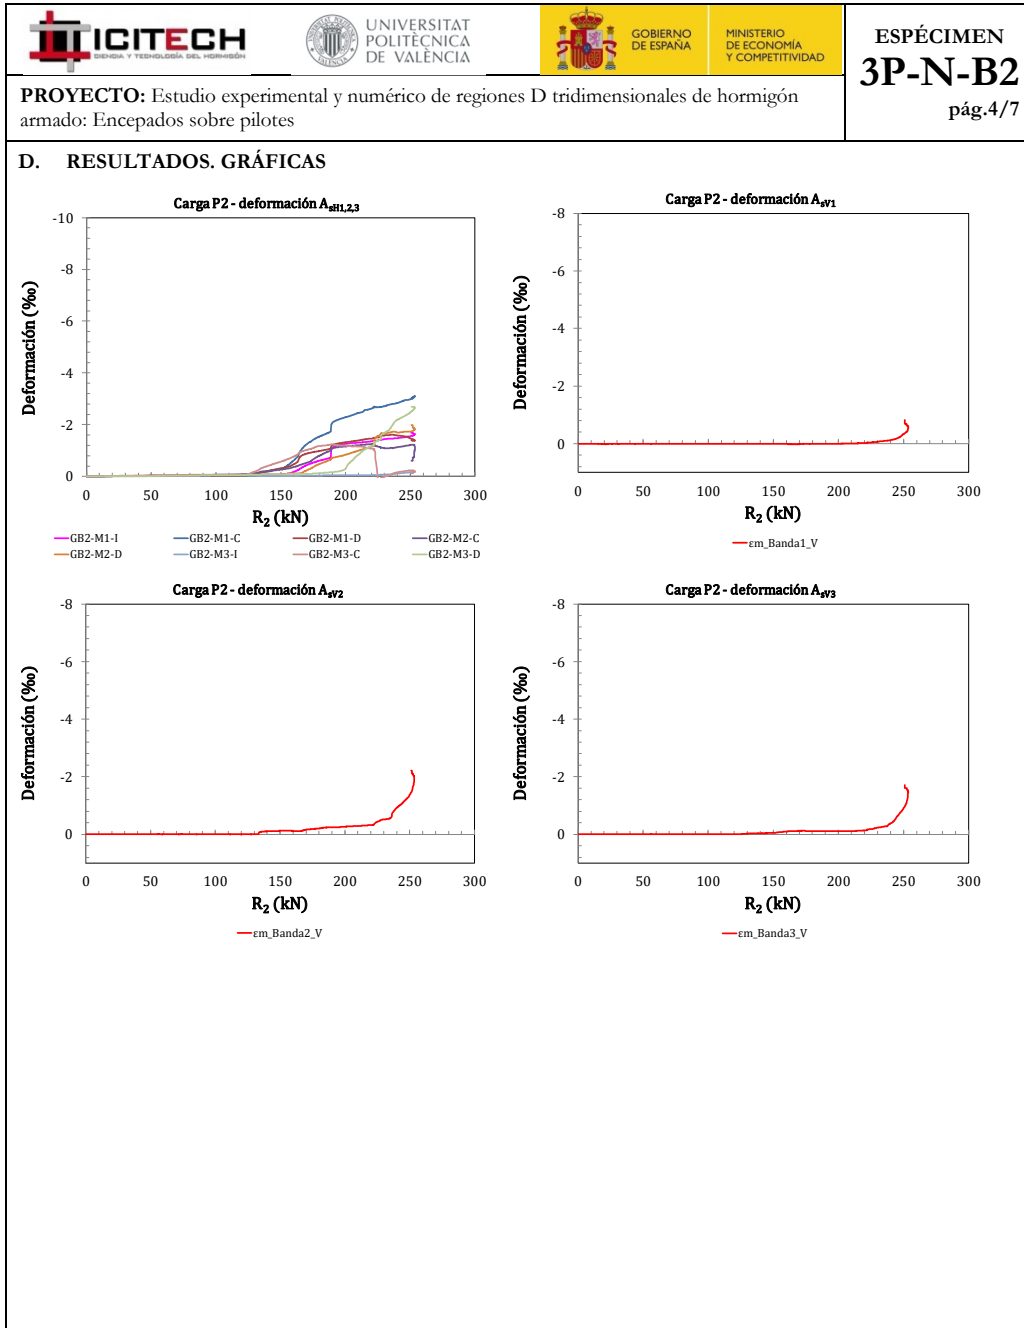 ICITECH
CIENCIA Y TECNOLOGÍA DEL HORMIGÓN
UNIVERSITAT
POLITÈCNICA
DE VALÈNCIA
GOBIERNO
DE ESPAÑA
MINISTERIO
DE ECONOMÍA
Y COMPETITIVIDAD
ESPÉCIMEN
3P-N-B2
pág.4/7
PROYECTO: Estudio experimental y numérico de regiones D tridimensionales de hormigón
armado: Encepados sobre pilotes
D. RESULTADOS. GRÁFICAS
Carga P2 - deformación AsH1,2,3
Deformación (‰)
-10
-8
-6
-4
-2
0
0 50 100 150 200 250 300
R2 (kN)
GB2-M1-I GB2-M1-C GB2-M1-D GB2-M2-C
GB2-M2-D GB2-M3-I GB2-M3-C GB2-M3-D
Carga P2 - deformación AsV1
Deformación (‰)
-8
-6
-4
-2
0
0 50 100 150 200 250 300
R2 (kN)
εm_Banda1_V
Carga P2 - deformación AsV2
Deformación (‰)
-8
-6
-4
-2
0
0 50 100 150 200 250 300
R2 (kN)
εm_Banda2_V
Carga P2 - deformación AsV3
Deformación (‰)
-8
-6
-4
-2
0
0 50 100 150 200 250 300
R2 (kN)
εm_Banda3_V